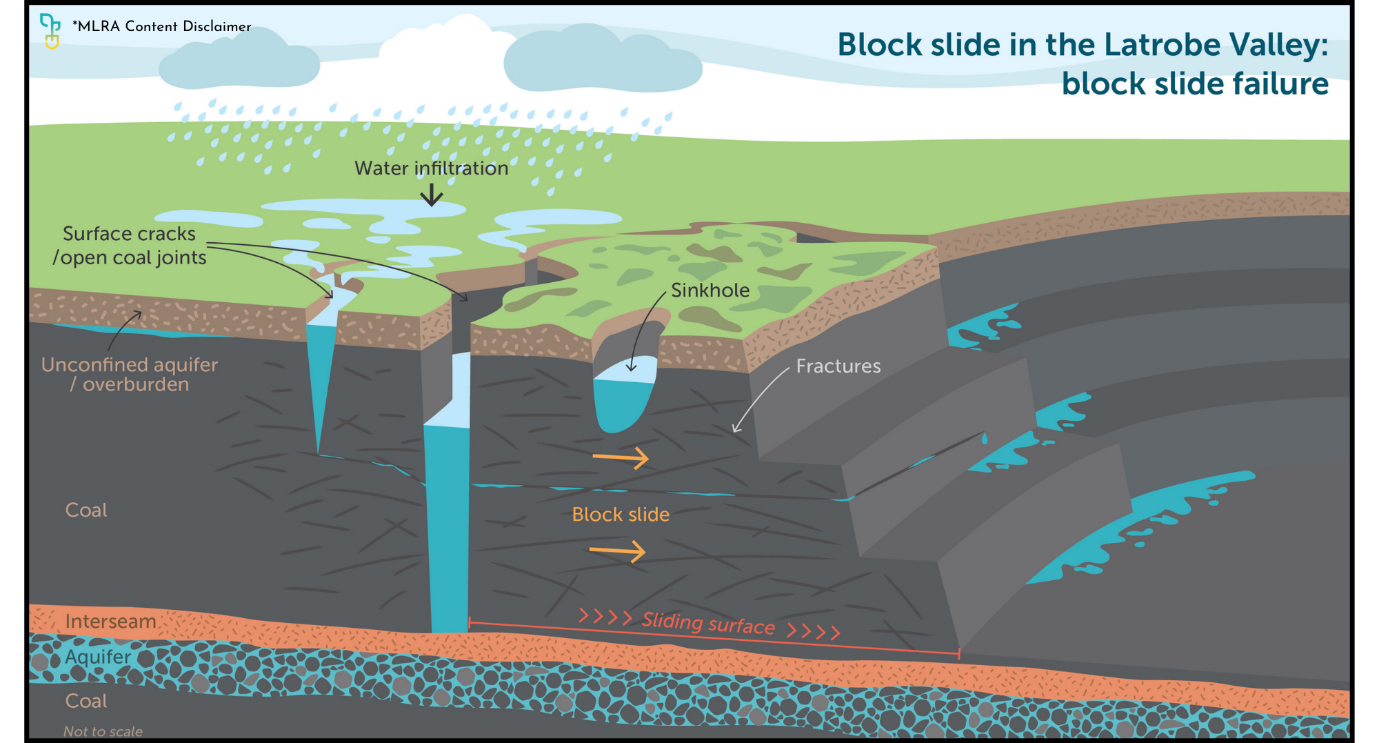 *MLRA Content Disclaimer
Block slide in the Latrobe Valley:
block slide failure
Water infiltration
Surface cracks
/open coal joints
Sinkhole
Unconfined aquifer
/ overburden
Fractures
Coal
Block slide
Interseam
>>>> Sliding surface >>>>
Aquifer
Coal
Not to scale